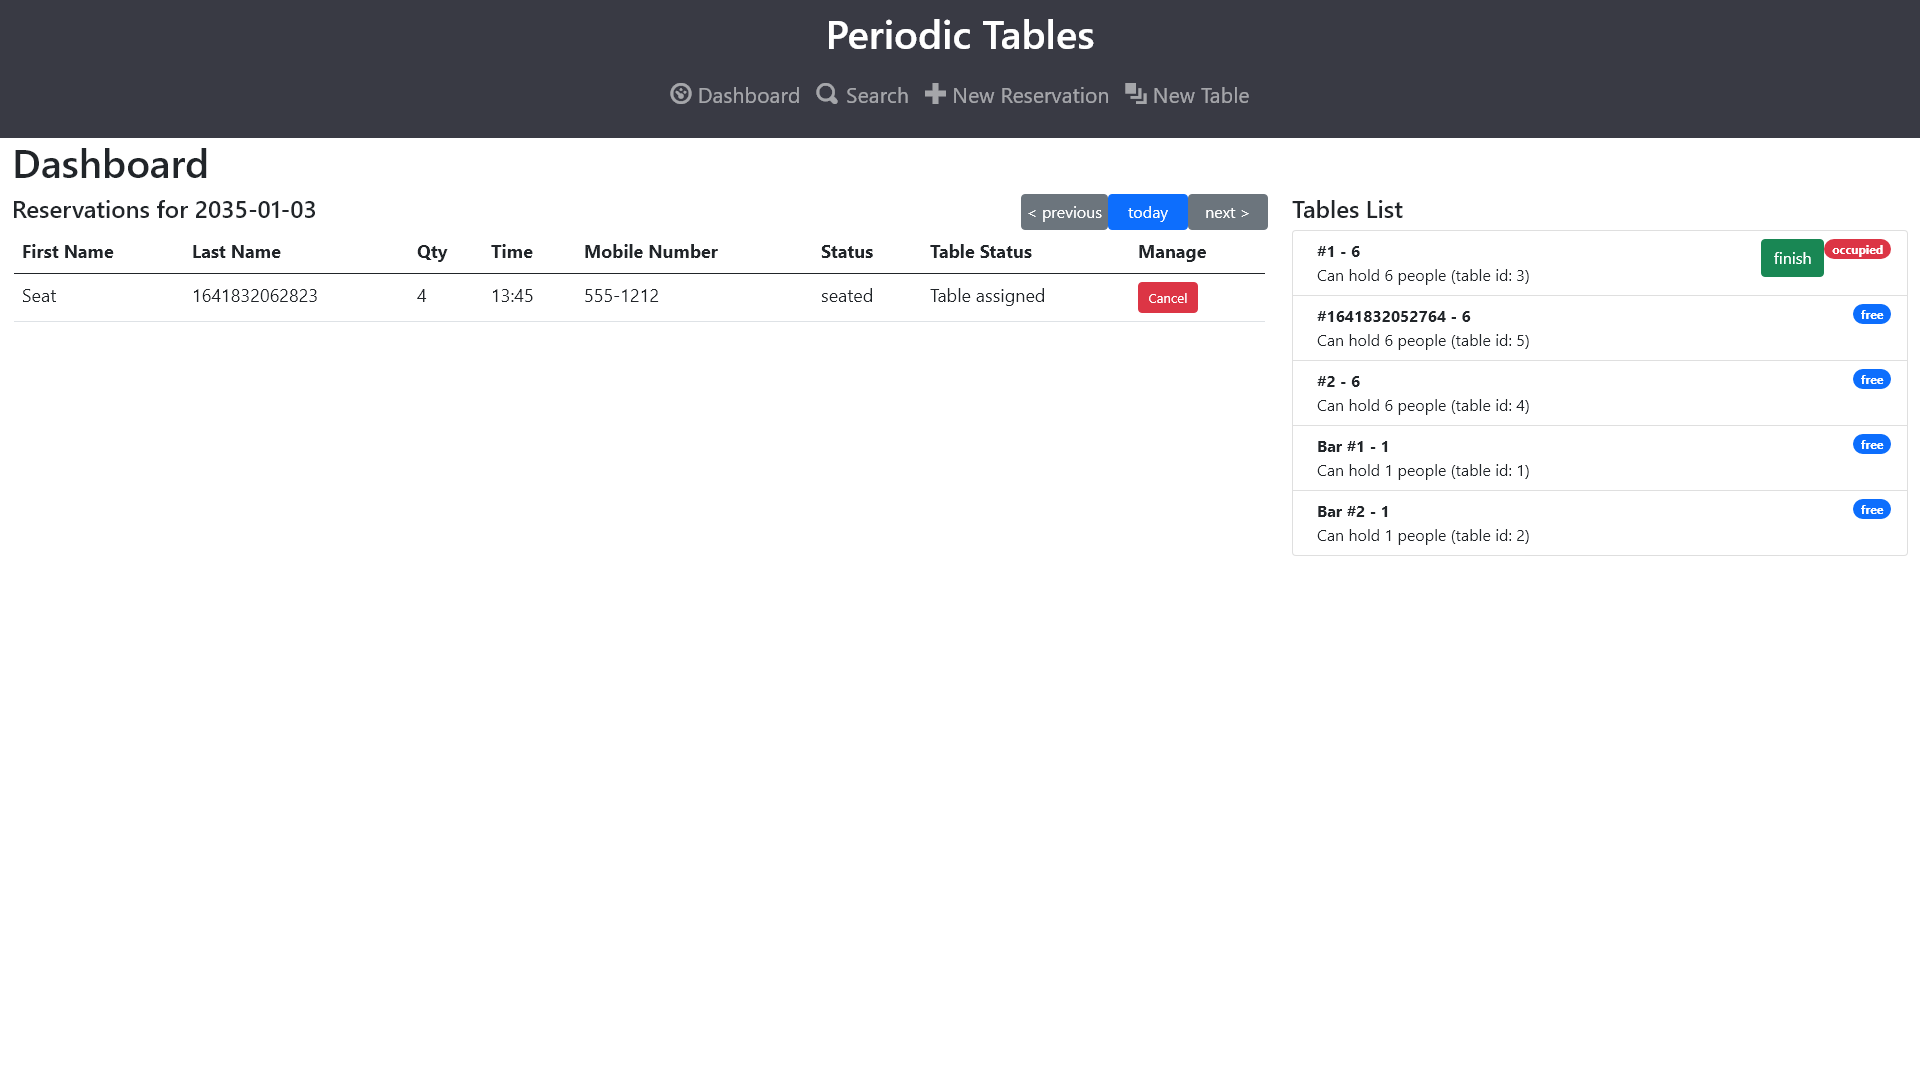 Periodic Tables
Dashboard Search New Reservation New Table
Dashboard
Reservations for 2035-01-03
< previous today next >
First Name Last Name Qty Time Mobile Number Status Table Status Manage
Seat 1641832062823 4 13:45 555-1212 seated Table assigned Cancel
Tables List
#1 - 6 finish occupied
Can hold 6 people (table id: 3)
#1641832052764 - 6 free
Can hold 6 people (table id: 5)
#2 - 6 free
Can hold 6 people (table id: 4)
Bar #1 - 1 free
Can hold 1 people (table id: 1)
Bar #2 - 1 free
Can hold 1 people (table id: 2)